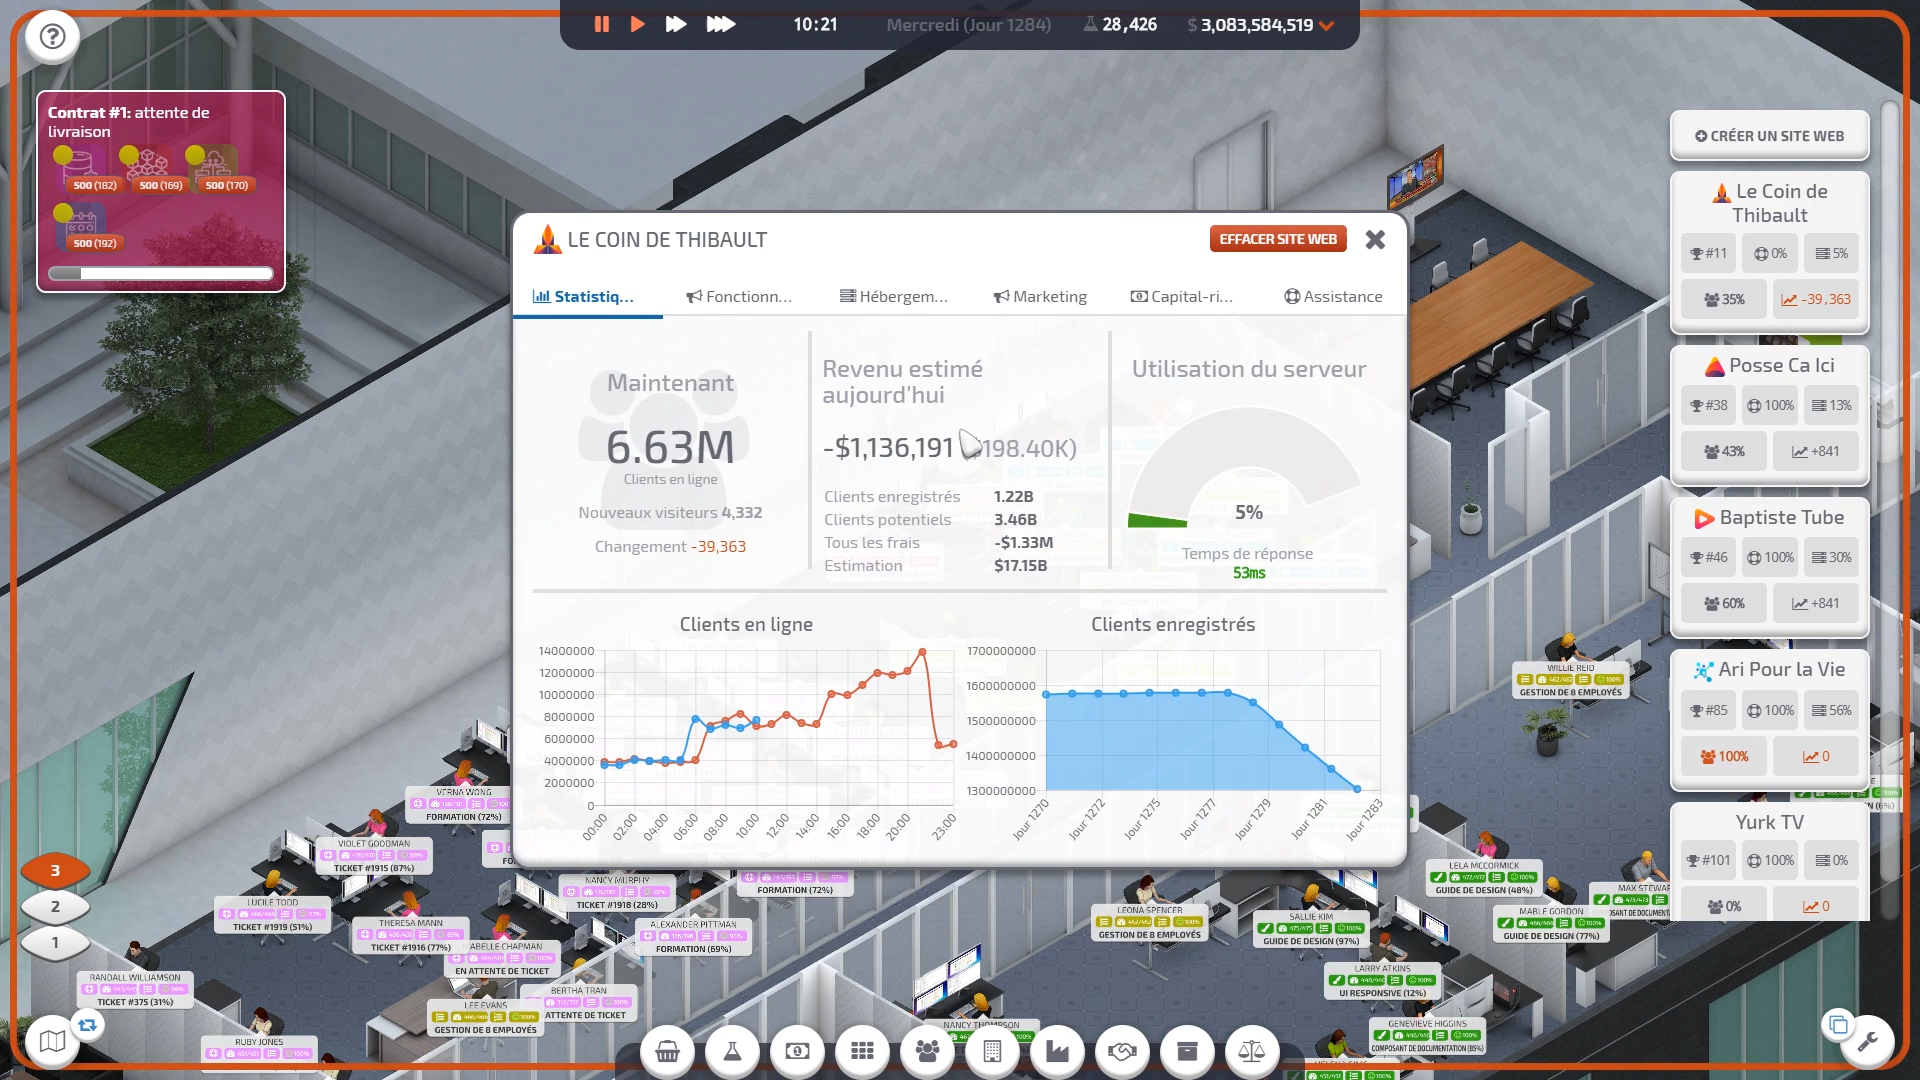 10:21
Mercredi (Jour 1284)
28,426
$ 3,083,584,519
Contrat #1: attente de
livraison
500 (182)
500 (169)
500 (170)
500 (192)
CRÉER UN SITE WEB
LE COIN DE THIBAULT
EFFACER SITE WEB
Statistiq...
Fonctionn...
Hébergem...
Marketing
Capital-ri...
Assistance
Maintenant
6.63M
Clients en ligne
Nouveaux visiteurs 4,332
Changement -39,363
Revenu estimé
aujourd'hui
-$1,136,191
198.40K)
Clients enregistrés 1.22B
Clients potentiels 3.46B
Tous les frais -$1.33M
Estimation $17.15B
Utilisation du serveur
5%
Temps de réponse
53ms
Clients en ligne
14000000
12000000
10000000
8000000
6000000
4000000
2000000
0
00:00
02:00
04:00
06:00
08:00
10:00
12:00
14:00
16:00
18:00
20:00
23:00
Clients enregistrés
1700000000
1600000000
1500000000
1400000000
1300000000
Jour 1270
Jour 1272
Jour 1275
Jour 1277
Jour 1279
Jour 1281
Jour 1283
Le Coin de
Thibault
#11
0%
5%
35%
-39,363
Posse Ca Ici
#38
100%
13%
43%
+841
Baptiste Tube
#46
100%
30%
60%
+841
Ari Pour la Vie
#85
100%
56%
100%
0
Yurk TV
#101
100%
0%
0%
0
3
2
1
WILLIE REID
GESTION DE 8 EMPLOYÉS
VERNA WONG
FORMATION (72%)
VIOLET GOODMAN
TICKET #1915 (87%)
LUCILE TODD
TICKET #1919 (51%)
THERESA MANN
TICKET #1916 (77%)
ABELLE CHAPMAN
EN ATTENTE DE TICKET
RANDALL WILLIAMSON
TICKET #375 (31%)
RUBY JONES
LEE EVANS
GESTION DE 8 EMPLOYÉS
BERTHA TRAN
ATTENTE DE TICKET
NANCY MURPHY
TICKET #1918 (28%)
FORMATION (72%)
ALEXANDER PITTMAN
FORMATION (69%)
NANCY THOMPSON
LEONA SPENCER
GESTION DE 8 EMPLOYÉS
SALLIE KIM
GUIDE DE DESIGN (97%)
LELA MCCORMICK
GUIDE DE DESIGN (48%)
MABLE GORDON
GUIDE DE DESIGN (77%)
MAX STEWAR
LARRY ATKINS
UI RESPONSIVE (12%)
GENEVIEVE HIGGINS
COMPOSANT DE DOCUMENTATION (85%)